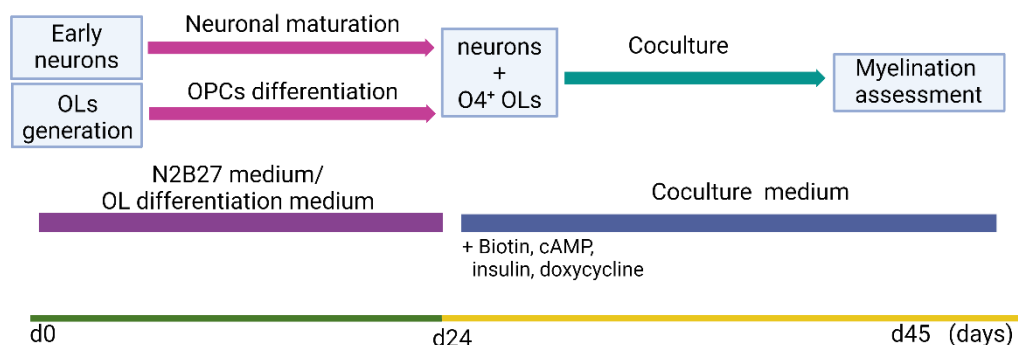 Early
neurons
Neuronal maturation
OLs
generation
OPCs differentiation
neurons
+
O4⁺ OLs
Coculture
Myelination
assessment
N2B27 medium/
OL differentiation medium
Coculture medium
+ Biotin, cAMP,
insulin, doxycycline
d0
d24
d45 (days)